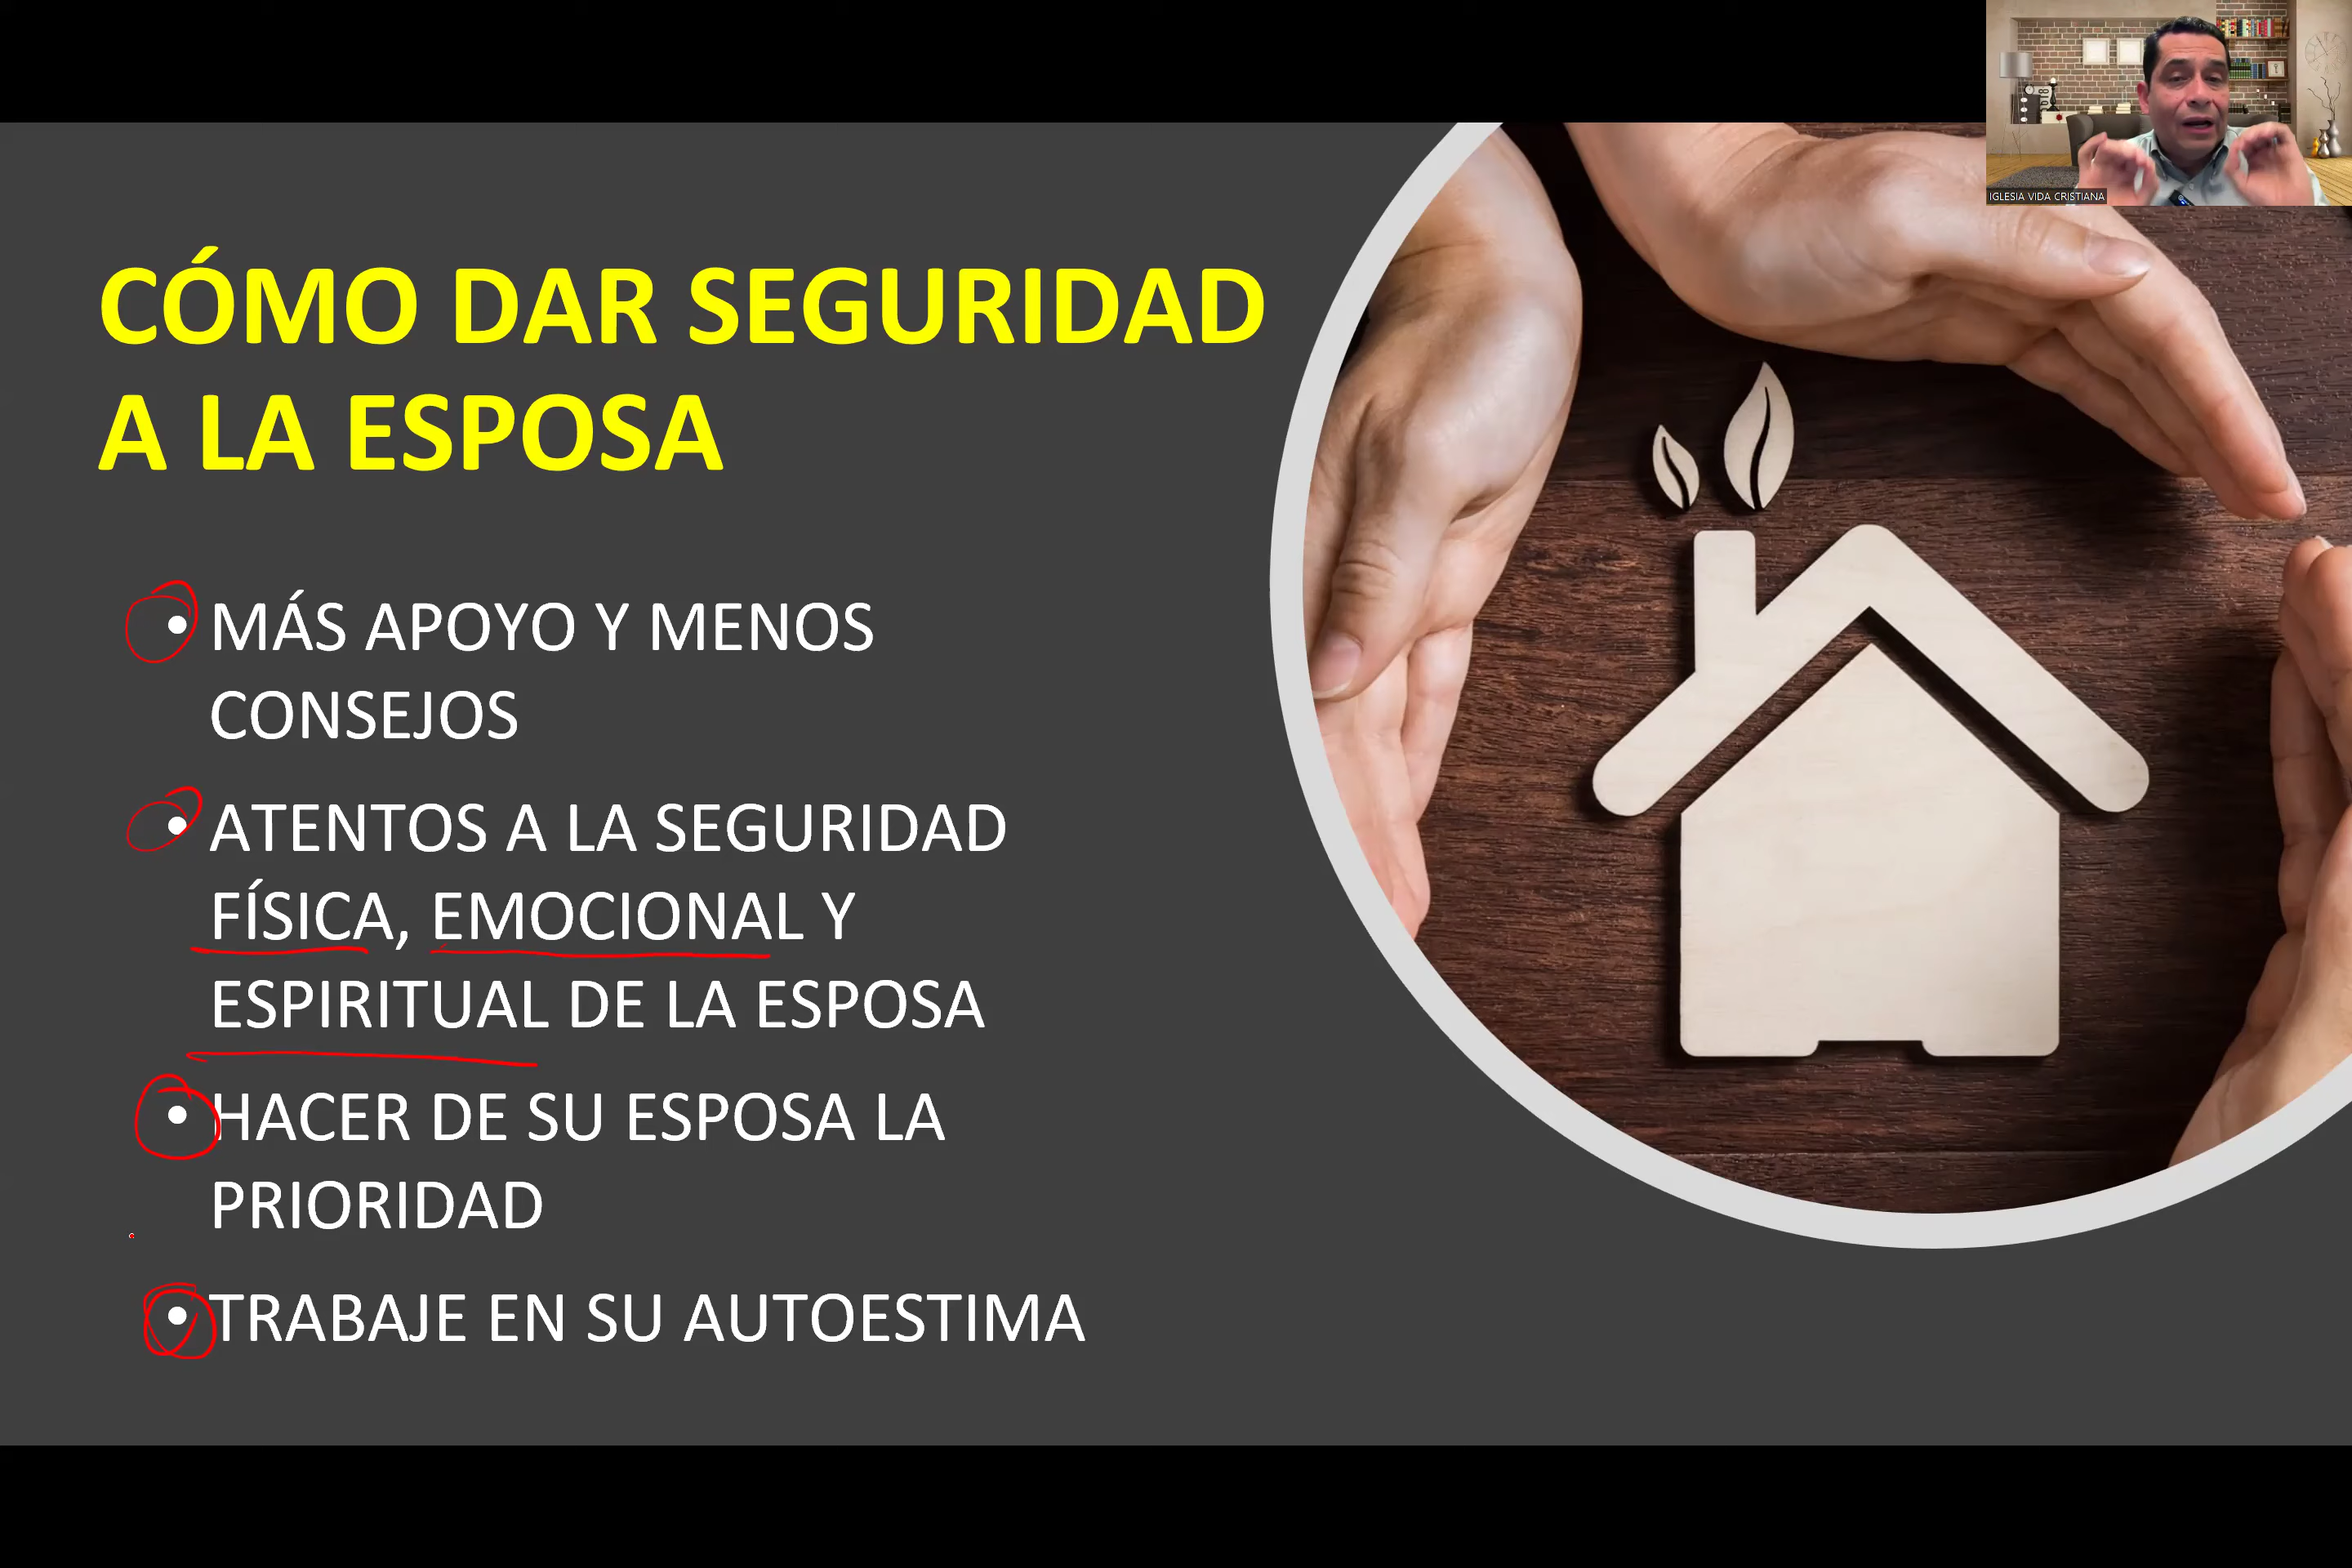 IGLESIA VIDA CRISTIANA
CÓMO DAR SEGURIDAD
A LA ESPOSA
• MÁS APOYO Y MENOS
CONSEJOS
• ATENTOS A LA SEGURIDAD
FÍSICA, EMOCIONAL Y
ESPIRITUAL DE LA ESPOSA
• HACER DE SU ESPOSA LA
PRIORIDAD
• TRABAJE EN SU AUTOESTIMA